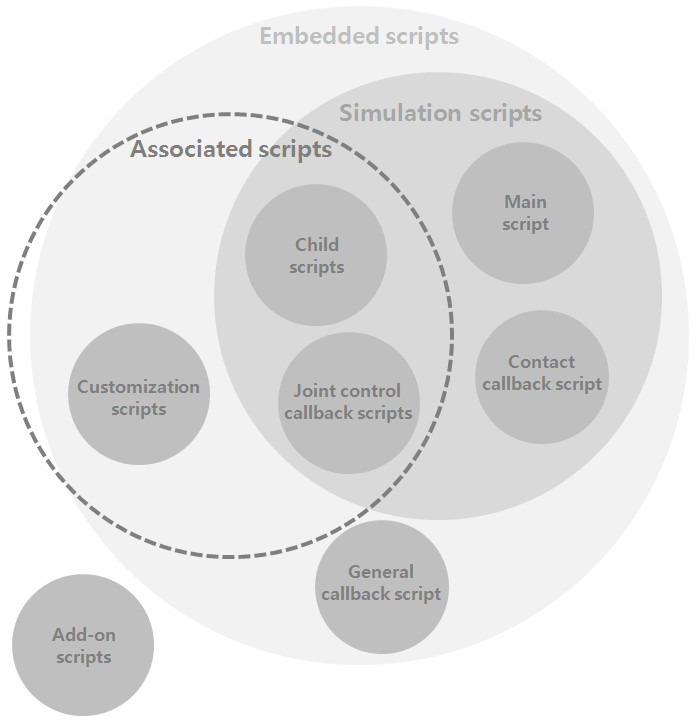 Embedded scripts
Simulation scripts
Associated scripts
Main
script
Child
scripts
Contact
callback script
Customization
scripts
Joint control
callback scripts
General
callback script
Add-on
scripts